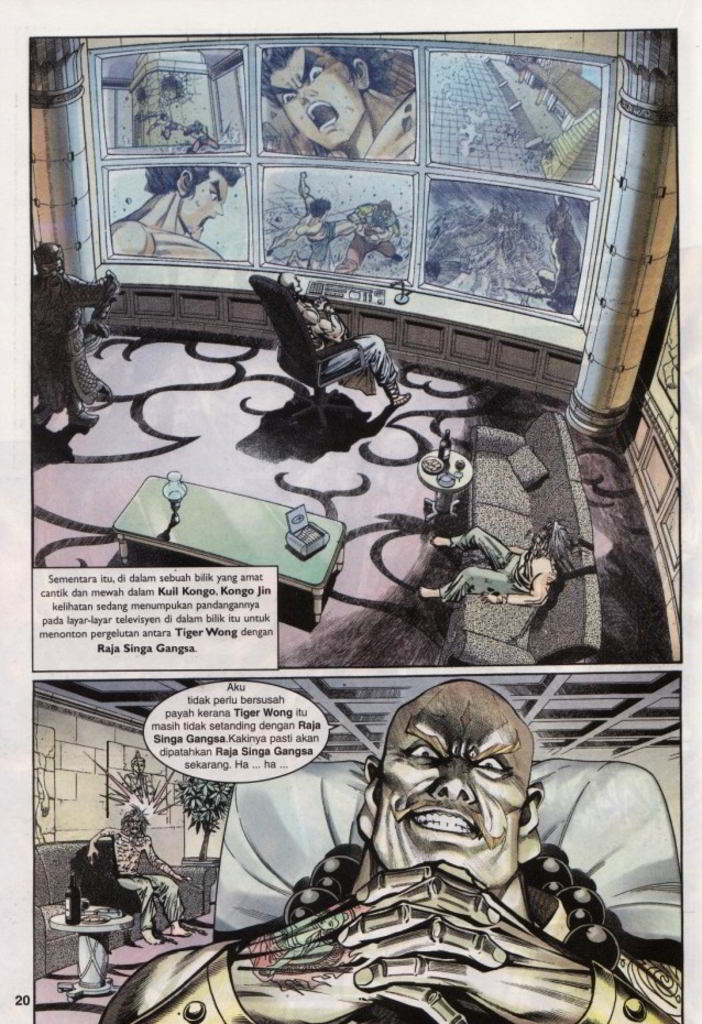 Sementara itu, di dalam sebuah bilik yang amat
cantik dan mewah dalam Kuil Kongo, Kongo Jin
kelihatan sedang menumpukan pandangannya
pada layar-layar televisyen di dalam bilik itu untuk
menonton pergelutan antara Tiger Wong dengan
Raja Singa Gangsa.
Aku
tidak perlu bersusah
payah kerana Tiger Wong itu
masih tidak setanding dengan Raja
Singa Gangsa.Kakinya pasti akan
dipatahkan Raja Singa Gangsa
sekarang. Ha ... ha ...
20